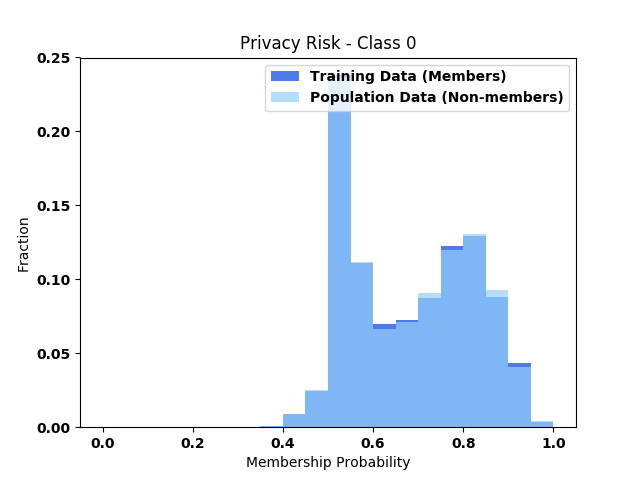 Privacy Risk - Class 0
Training Data (Members)
Population Data (Non-members)
Fraction
0.25
0.20
0.15
0.10
0.05
0.00
0.0 0.2 0.4 0.6 0.8 1.0
Membership Probability